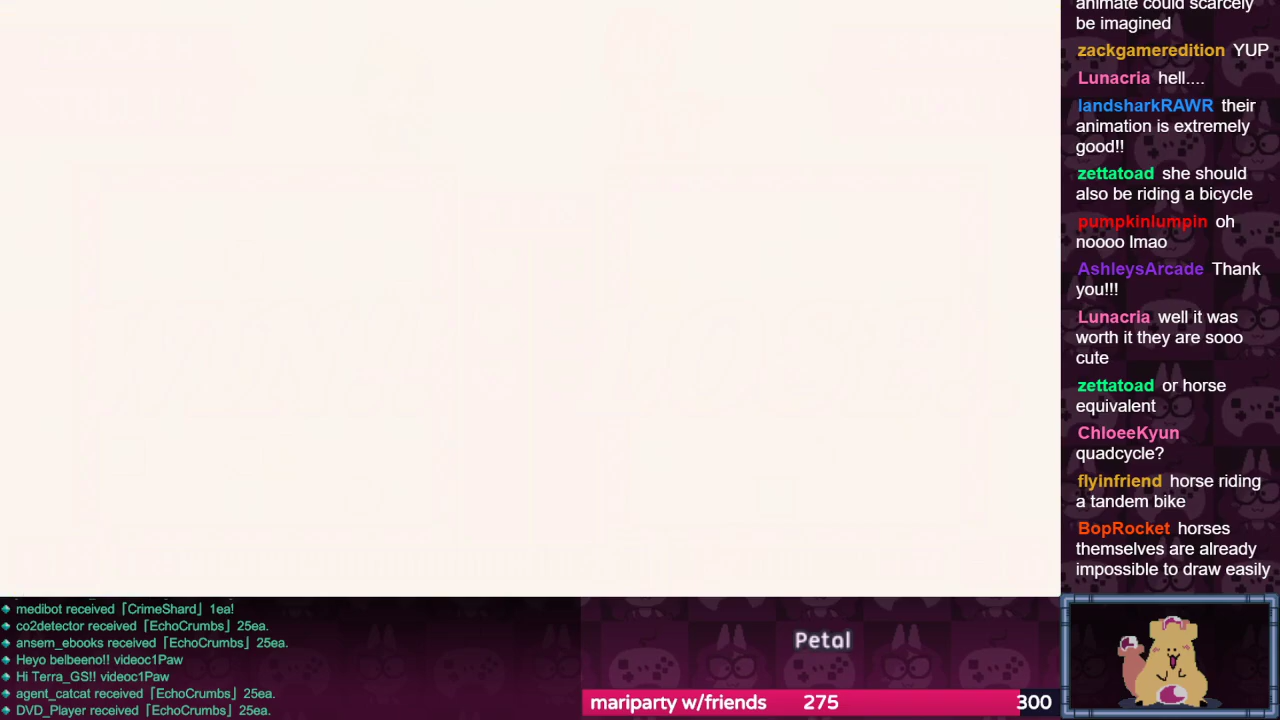 animate could scarcely
be imagined
zackgameredition YUP
Lunacria hell....
landsharkRAWR their
animation is extremely
good!!
zettatoad she should
also be riding a bicycle
pumpkinlumpin oh
noooo lmao
AshleysArcade Thank
you!!!
Lunacria well it was
worth it they are sooo
cute
zettatoad or horse
equivalent
ChloeeKyun
quadcycle?
flyinfriend horse riding
a tandem bike
BopRocket horses
themselves are already
impossible to draw easily
medibot received「CrimeShard」1ea!
co2detector received「EchoCrumbs」25ea.
ansem_ebooks received「EchoCrumbs」25ea.
Heyo belbeeno!! videoc1Paw
Hi Terra_GS!! videoc1Paw
agent_catcat received「EchoCrumbs」25ea.
DVD_Player received「EchoCrumbs」25ea.
Petal
mariparty w/friends 275 300